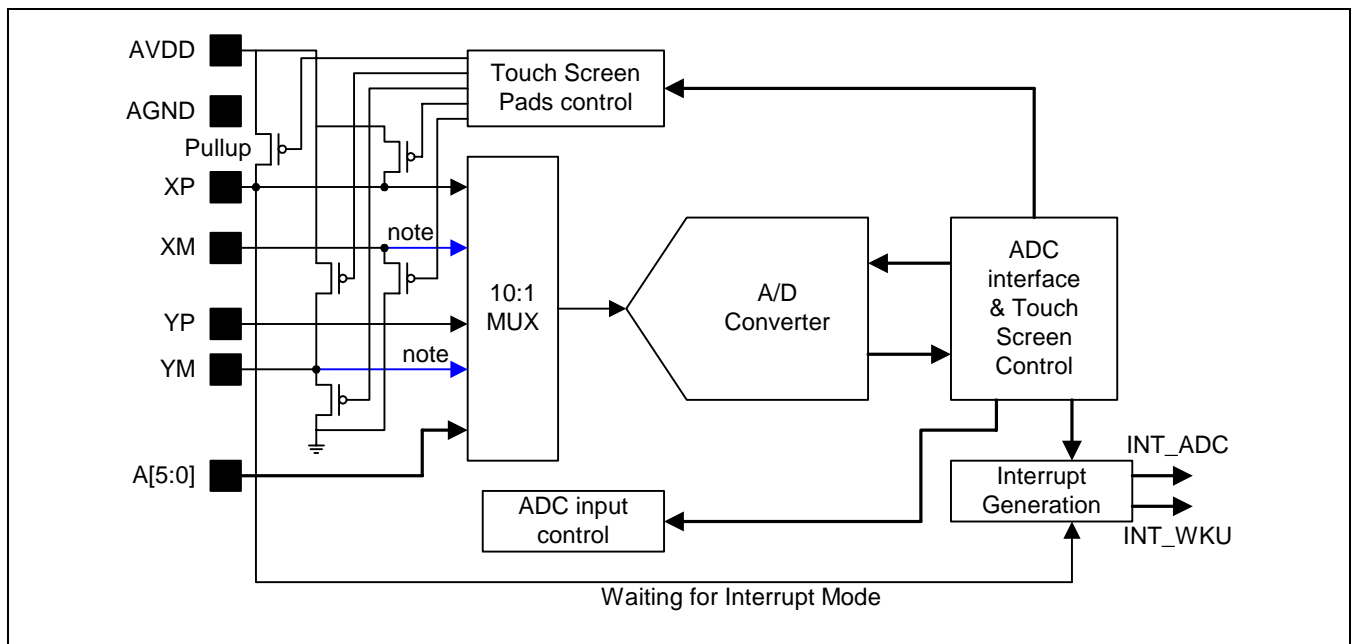 AVDD
AGND
Pullup
XP
XM
YP
YM
A[5:0]
note
note
Touch Screen
Pads control
10:1
MUX
A/D
Converter
ADC
interface
& Touch
Screen
Control
ADC input
control
Interrupt
Generation
INT_ADC
INT_WKU
Waiting for Interrupt Mode